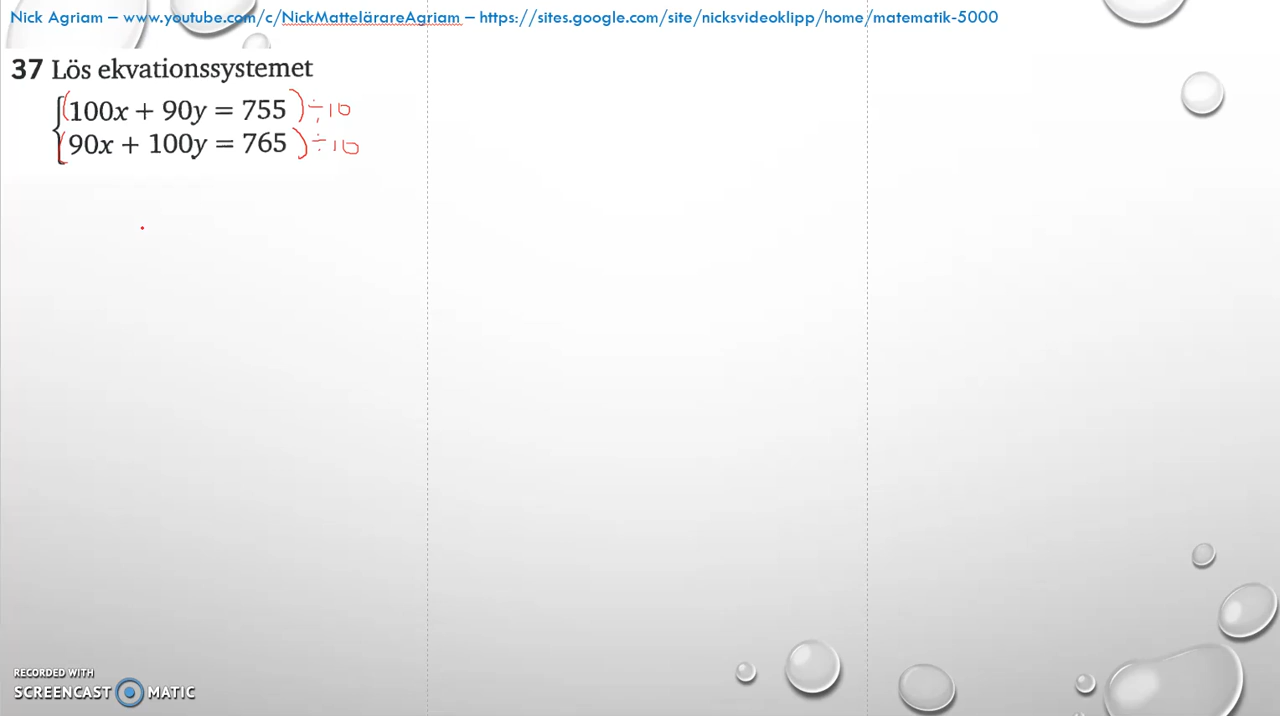 Nick Agriam – www.youtube.com/c/NickMattelärareAgriam – https://sites.google.com/site/nicksvideoklipp/home/matematik-5000
37 Lös ekvationssystemet
(100x + 90y = 755) ÷10
(90x + 100y = 765) ÷10
RECORDED WITH
SCREENCAST MATIC